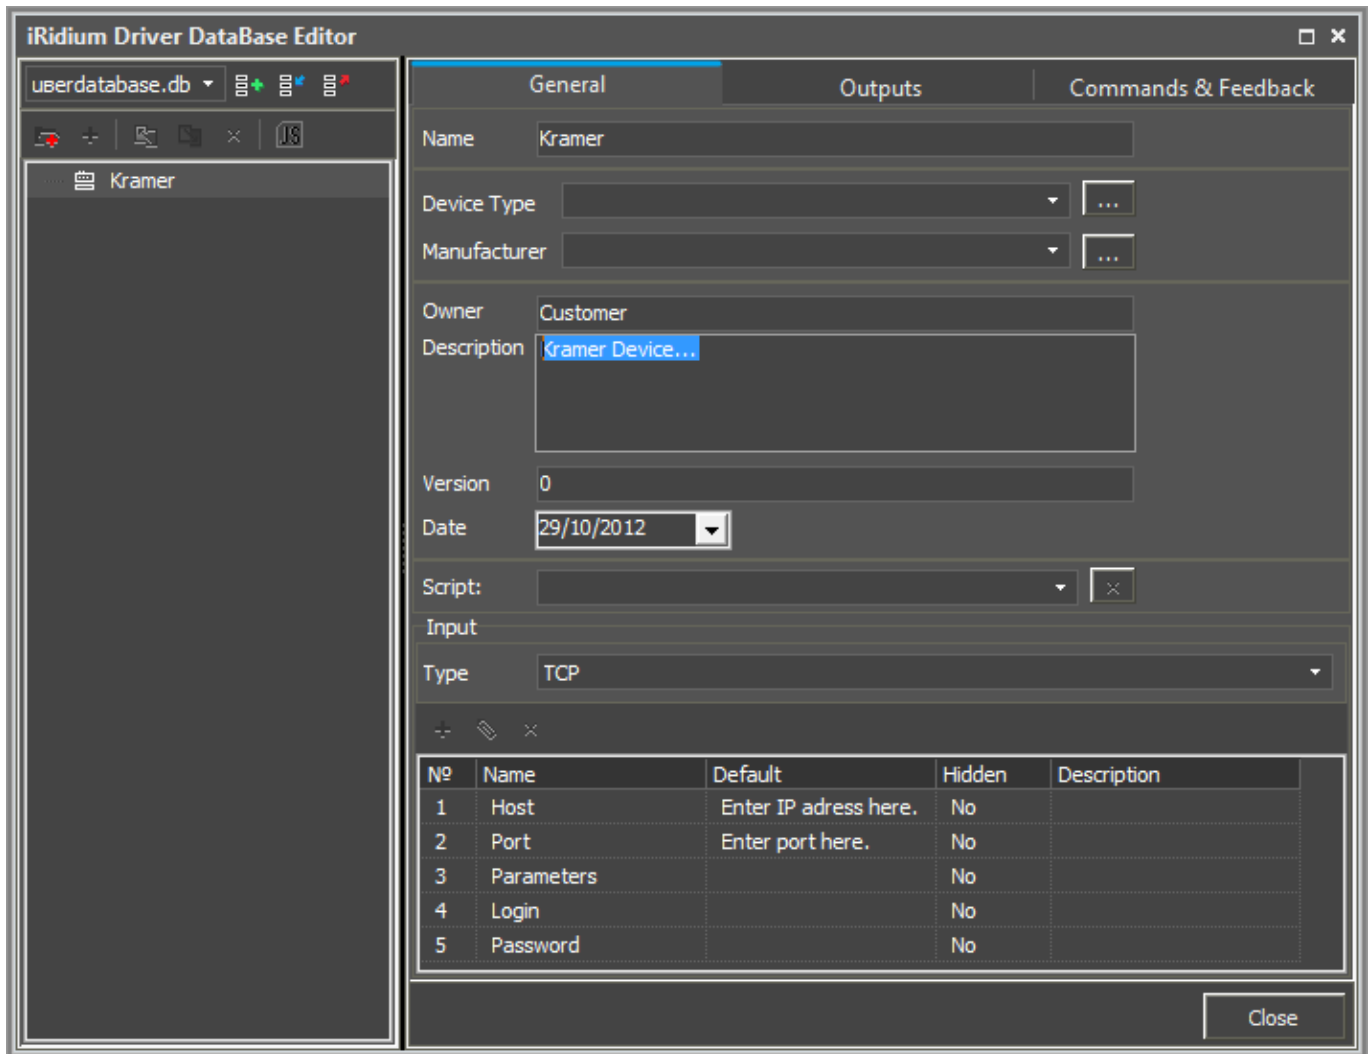 iRidium Driver DataBase Editor
userdatabase.db
JS
Kramer
General
Outputs
Commands & Feedback
Name Kramer
Device Type ...
Manufacturer ...
Owner Customer
Description Kramer Device...
Version 0
Date 29/10/2012
Script:
Input
Type TCP
Nº Name Default Hidden Description
1 Host Enter IP adress here. No
2 Port Enter port here. No
3 Parameters No
4 Login No
5 Password No
Close